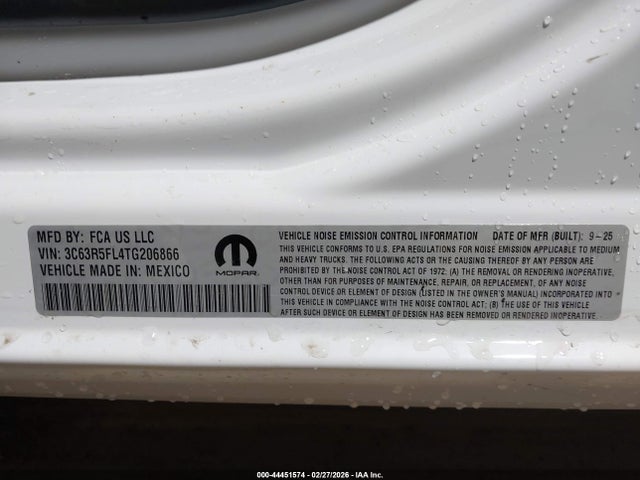 MFD BY: FCA US LLC
VIN: 3C63R5FL4TG206866
VEHICLE MADE IN: MEXICO
MOPAR.
VEHICLE NOISE EMISSION CONTROL INFORMATION DATE OF MFR (BUILT): 9-25
THIS VEHICLE CONFORMS TO U.S. EPA REGULATIONS FOR NOISE EMISSION APPLICABLE TO MEDIUM
AND HEAVY TRUCKS. THE FOLLOWING ACTS OR THE CAUSING THEREOF BY ANY PERSON ARE
PROHIBITED BY THE NOISE CONTROL ACT OF 1972: (A) THE REMOVAL OR RENDERING INOPERATIVE,
OTHER THAN FOR PURPOSES OF MAINTENANCE, REPAIR, OR REPLACEMENT, OF ANY NOISE
CONTROL DEVICE OR ELEMENT OF DESIGN (LISTED IN THE OWNER'S MANUAL) INCORPORATED INTO
THIS VEHICLE IN COMPLIANCE WITH THE NOISE CONTROL ACT; (B) THE USE OF THIS VEHICLE
AFTER SUCH DEVICE OR ELEMENT OF DESIGN HAS BEEN REMOVED OR RENDERED INOPERATIVE.
000-44451574 | 02/27/2026 - IAA Inc.